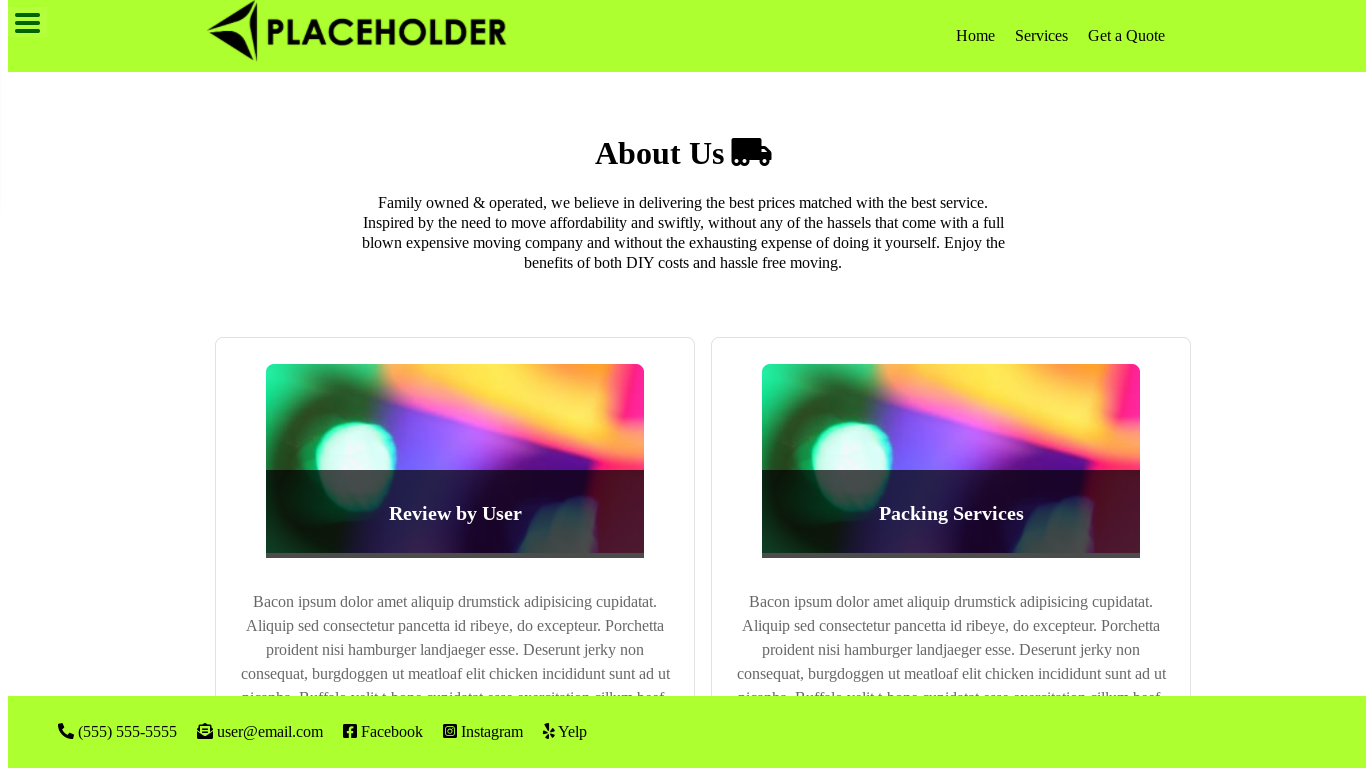 PLACEHOLDER
Home Services Get a Quote
About Us
Family owned & operated, we believe in delivering the best prices matched with the best service.
Inspired by the need to move affordability and swiftly, without any of the hassels that come with a full
blown expensive moving company and without the exhausting expense of doing it yourself. Enjoy the
benefits of both DIY costs and hassle free moving.
Review by User
Bacon ipsum dolor amet aliquip drumstick adipisicing cupidatat.
Aliquip sed consectetur pancetta id ribeye, do excepteur. Porchetta
proident nisi hamburger landjaeger esse. Deserunt jerky non
consequat, burgdoggen ut meatloaf elit chicken incididunt sunt ad ut
Packing Services
Bacon ipsum dolor amet aliquip drumstick adipisicing cupidatat.
Aliquip sed consectetur pancetta id ribeye, do excepteur. Porchetta
proident nisi hamburger landjaeger esse. Deserunt jerky non
consequat, burgdoggen ut meatloaf elit chicken incididunt sunt ad ut
(555) 555-5555 user@email.com Facebook Instagram Yelp